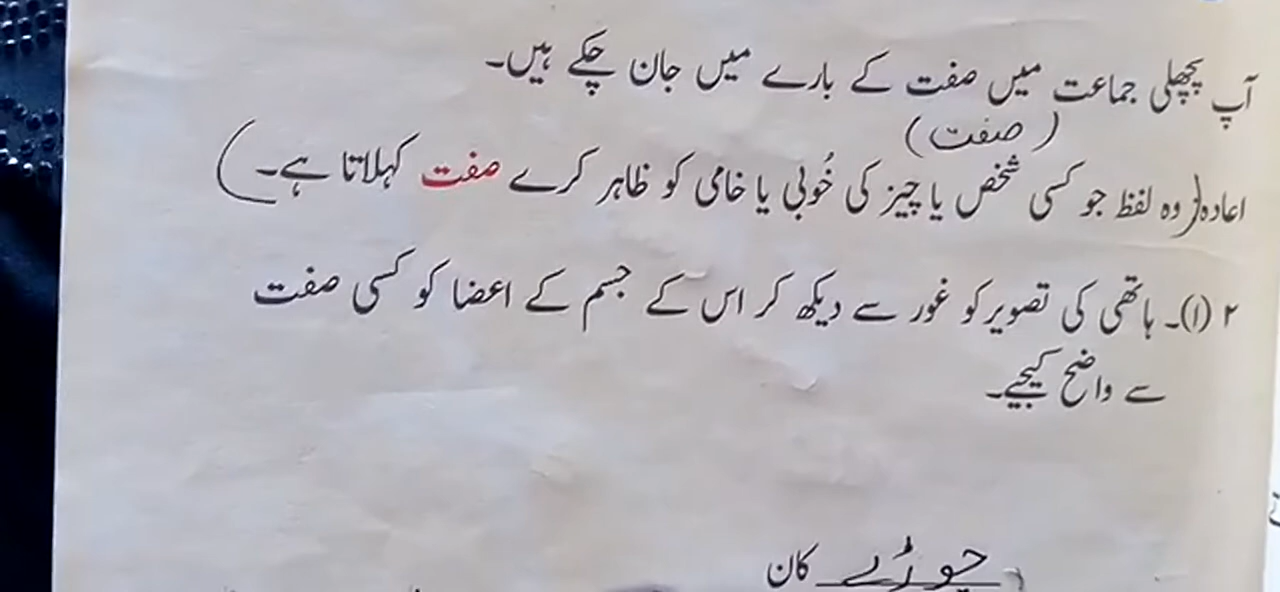 آپ پچھلی جماعت میں صفت کے بارے میں جان چکے ہیں۔
(صفت)
اعادہ (وہ لفظ جو کسی شخص یا چیز کی خُوبی یا خامی کو ظاہر کرے صفت کہلاتا ہے۔)
۲ (ا)۔ ہاتھی کی تصویر کو غور سے دیکھ کر اس کے جسم کے اعضا کو کسی صفت
سے واضح کیجیے۔
کان